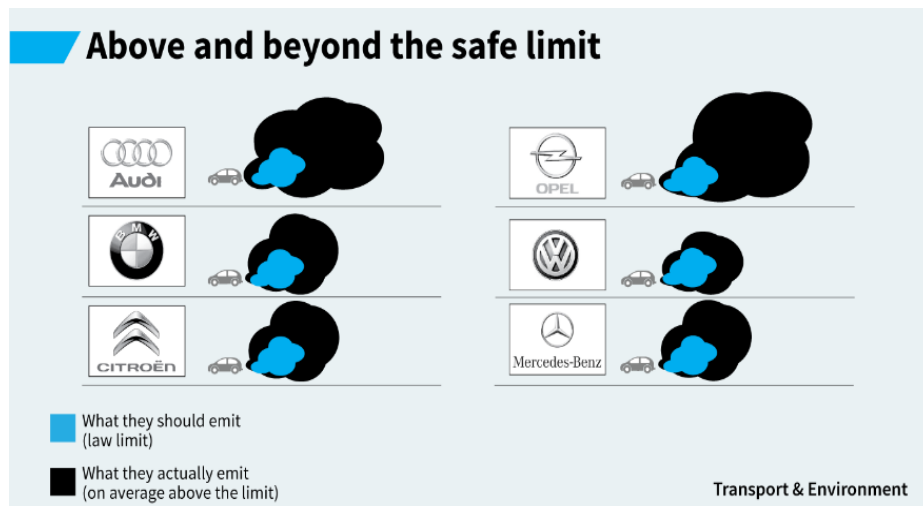 Above and beyond the safe limit
Audi
OPEL
BMW
VW
CITROËN
Mercedes-Benz
What they should emit
(law limit)
What they actually emit
(on average above the limit)
Transport & Environment